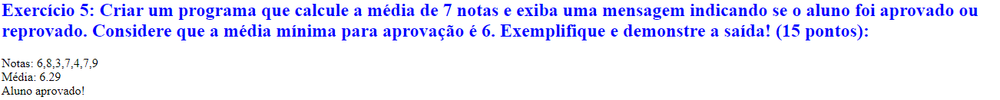 Exercício 5: Criar um programa que calcule a média de 7 notas e exiba uma mensagem indicando se o aluno foi aprovado ou
reprovado. Considere que a média mínima para aprovação é 6. Exemplifique e demonstre a saída! (15 pontos):
Notas: 6,8,3,7,4,7,9
Média: 6.29
Aluno aprovado!